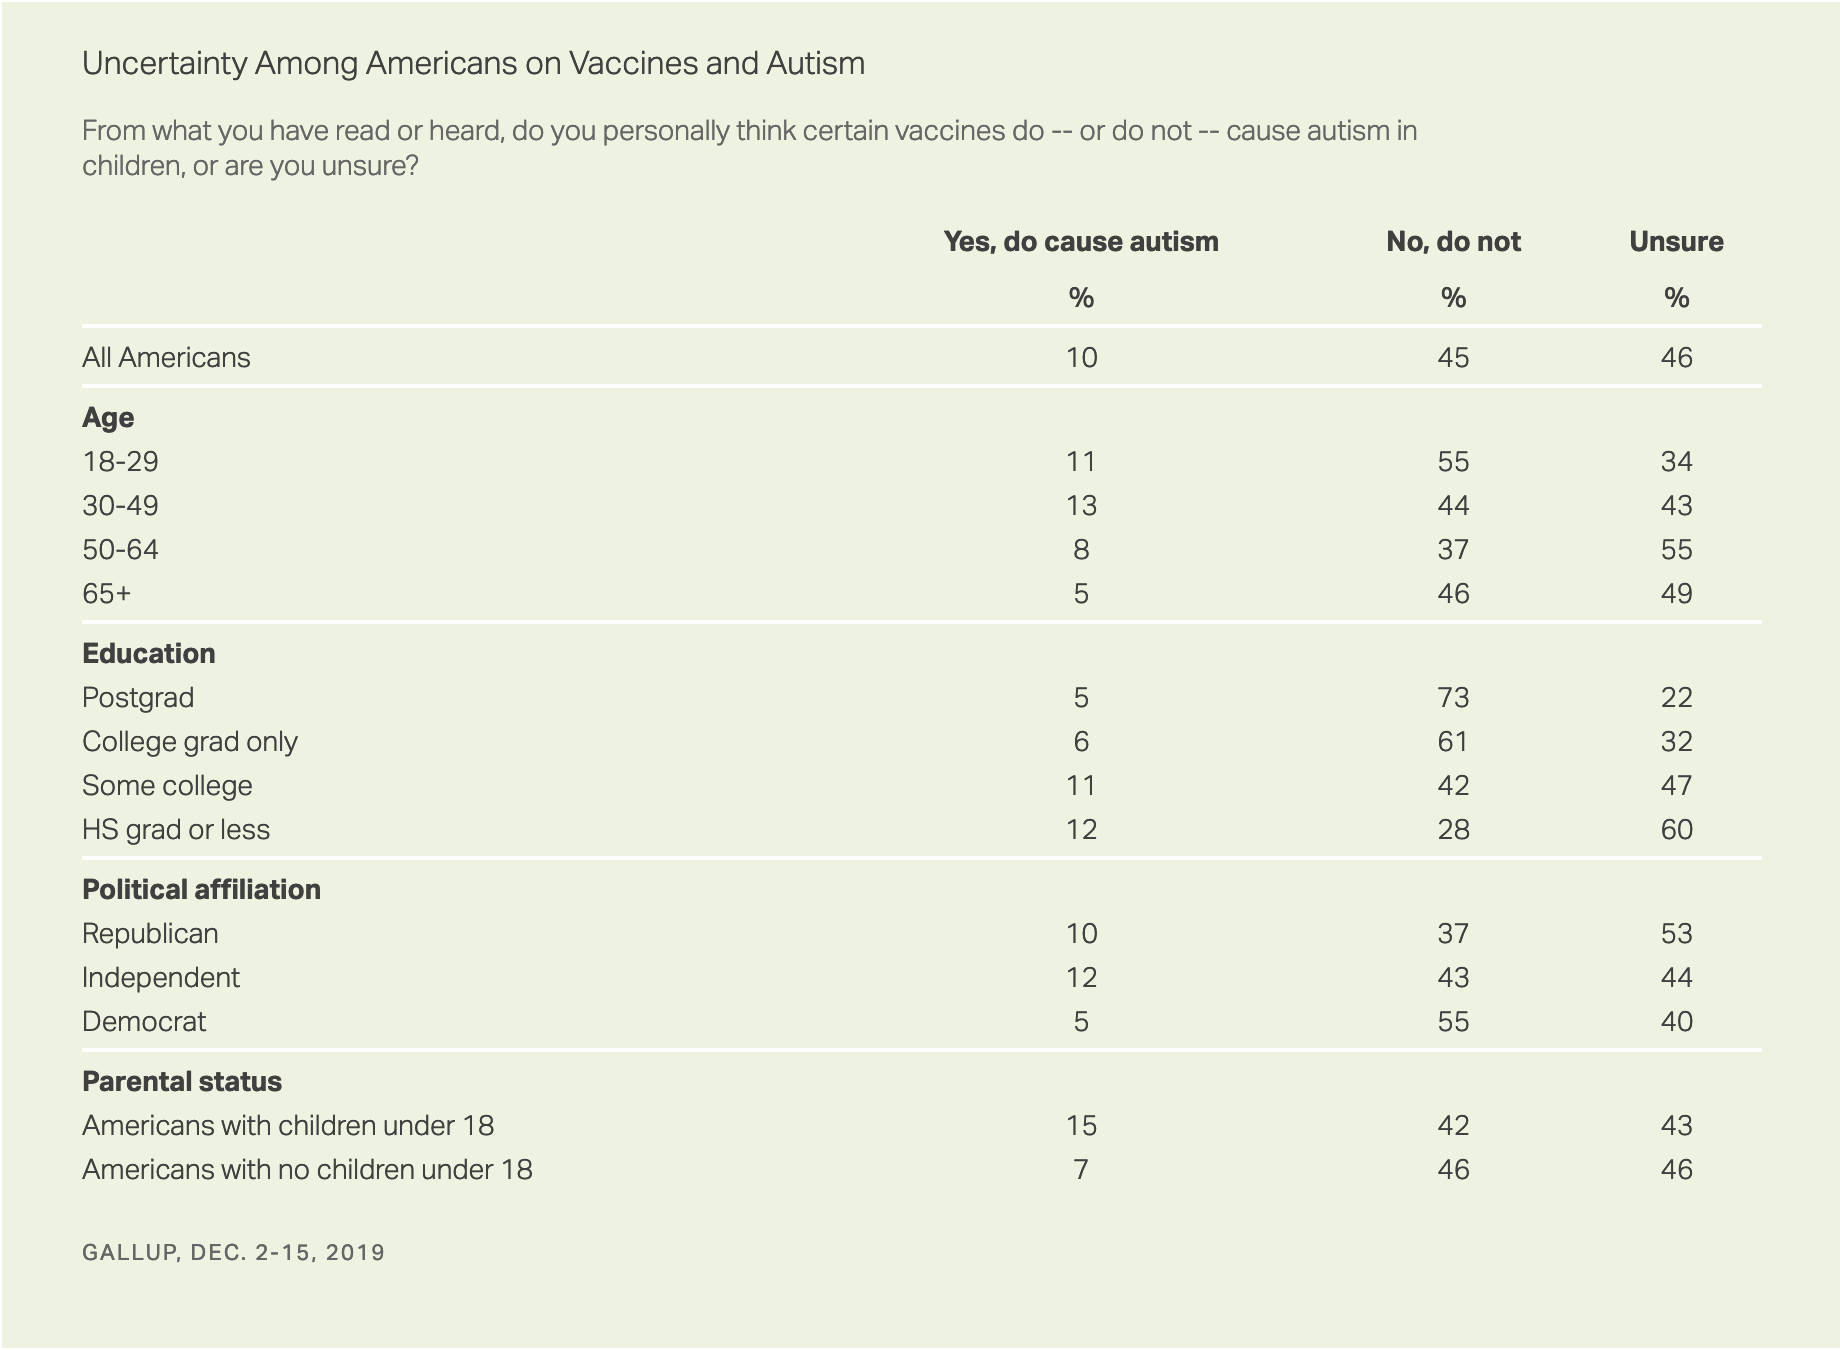 Uncertainty Among Americans on Vaccines and Autism
From what you have read or heard, do you personally think certain vaccines do -- or do not -- cause autism in
children, or are you unsure?
Yes, do cause autism No, do not Unsure
% % %
All Americans 10 45 46
Age
18-29 11 55 34
30-49 13 44 43
50-64 8 37 55
65+ 5 46 49
Education
Postgrad 5 73 22
College grad only 6 61 32
Some college 11 42 47
HS grad or less 12 28 60
Political affiliation
Republican 10 37 53
Independent 12 43 44
Democrat 5 55 40
Parental status
Americans with children under 18 15 42 43
Americans with no children under 18 7 46 46
GALLUP, DEC. 2-15, 2019